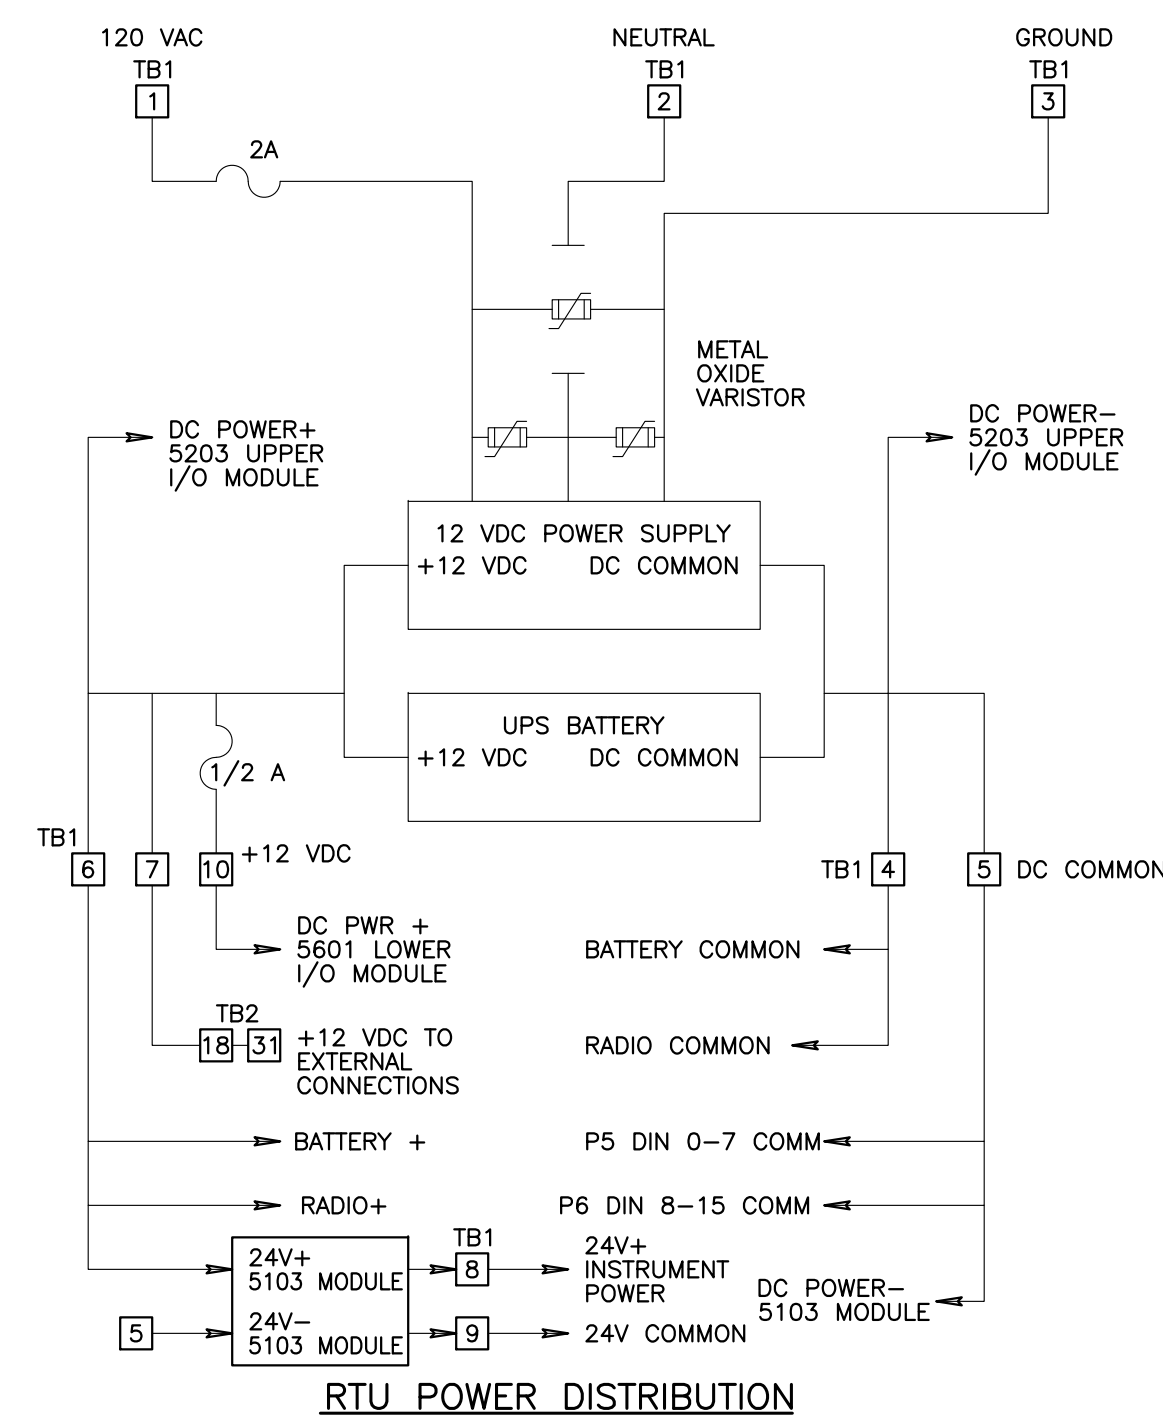 120 VAC
NEUTRAL
GROUND
TB1
TB1
TB1
1
2
3
2A
METAL
OXIDE
VARISTOR
DC POWER+
5203 UPPER
I/O MODULE
DC POWER-
5203 UPPER
I/O MODULE
12 VDC POWER SUPPLY
+12 VDC
DC COMMON
UPS BATTERY
+12 VDC
DC COMMON
1/2 A
TB1
6
7
10
+12 VDC
TB1
4
5
DC COMMON
DC PWR +
5601 LOWER
I/O MODULE
BATTERY COMMON
TB2
18
31
+12 VDC TO
EXTERNAL
CONNECTIONS
RADIO COMMON
BATTERY +
P5 DIN 0-7 COMM
RADIO+
P6 DIN 8-15 COMM
24V+
5103 MODULE
TB1
8
24V+
INSTRUMENT
POWER
DC POWER-
5103 MODULE
5
24V-
5103 MODULE
9
24V COMMON
RTU POWER DISTRIBUTION